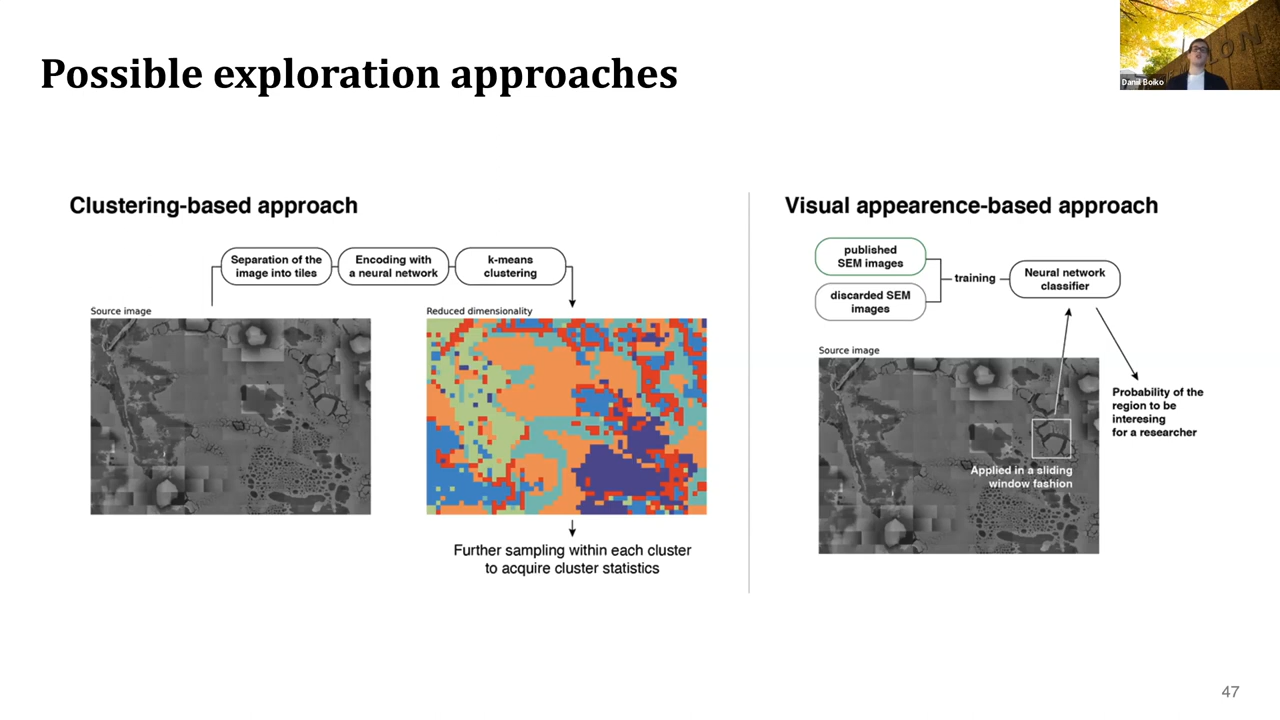 Possible exploration approaches
Danil Boiko
Clustering-based approach
Separation of the
image into tiles
Encoding with
a neural network
k-means
clustering
Source image
Reduced dimensionality
Further sampling within each cluster
to acquire cluster statistics
Visual appearence-based approach
published
SEM images
discarded SEM
images
training
Neural network
classifier
Source image
Applied in a sliding
window fashion
Probability of the
region to be
interesing
for a researcher
47